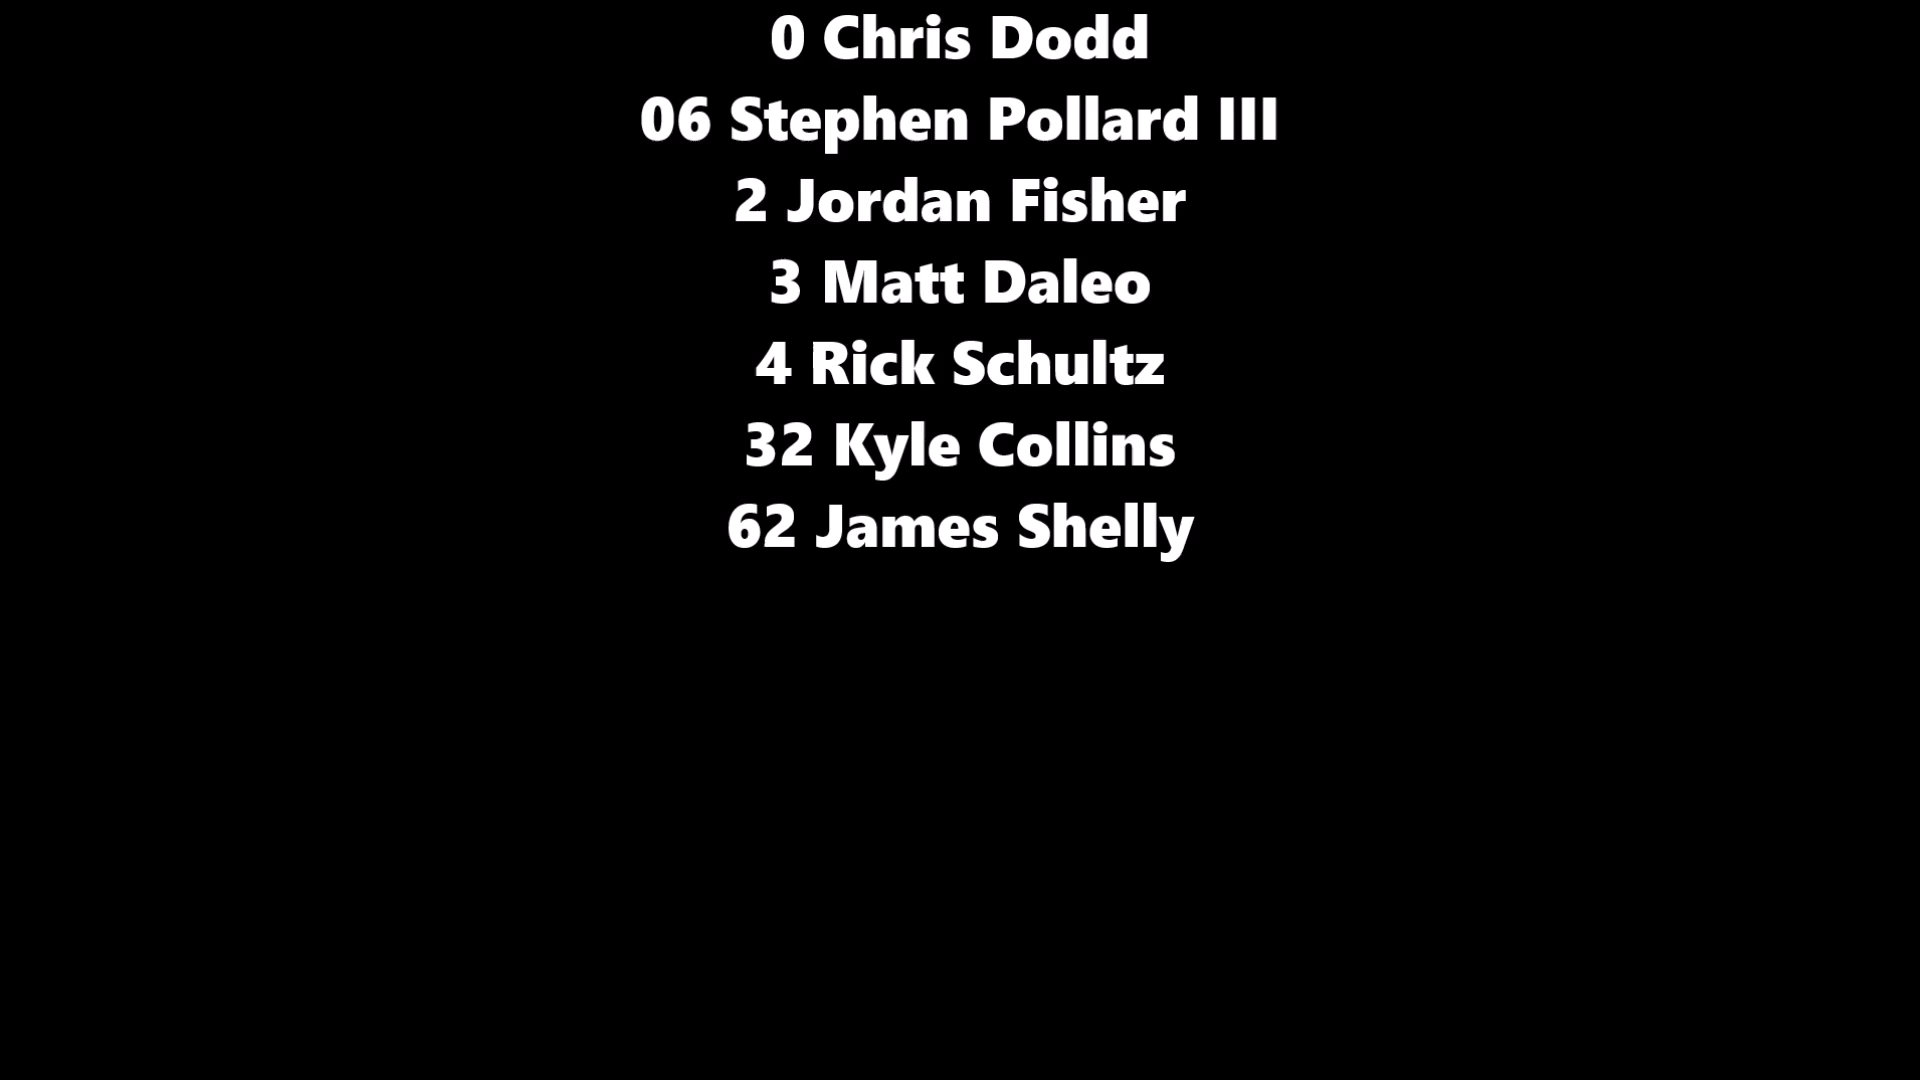 0 Chris Dodd
06 Stephen Pollard III
2 Jordan Fisher
3 Matt Daleo
4 Rick Schultz
32 Kyle Collins
62 James Shelly